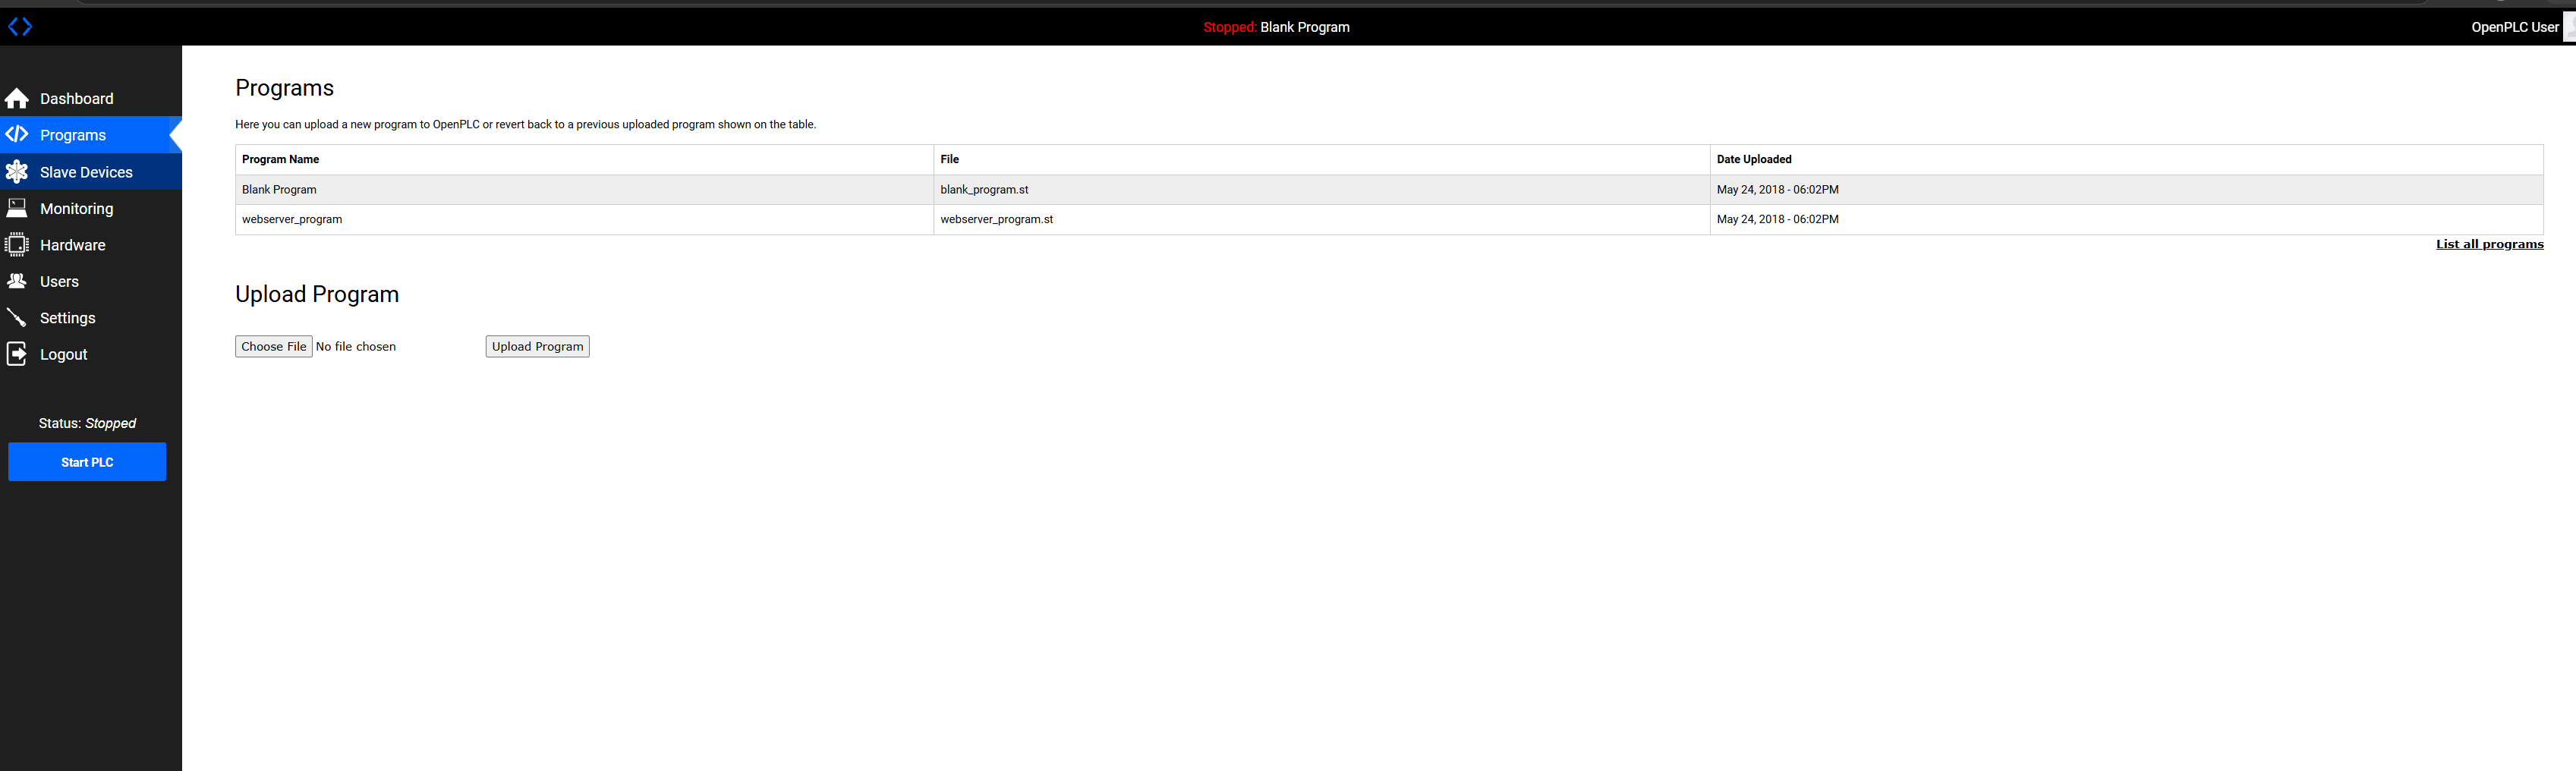 Stopped: Blank Program
OpenPLC User
Dashboard
Programs
Slave Devices
Monitoring
Hardware
Users
Settings
Logout
Status: Stopped
Start PLC
Programs
Here you can upload a new program to OpenPLC or revert back to a previous uploaded program shown on the table.
Program Name File Date Uploaded
Blank Program blank_program.st May 24, 2018 - 06:02PM
webserver_program webserver_program.st May 24, 2018 - 06:02PM
List all programs
Upload Program
Choose File No file chosen Upload Program